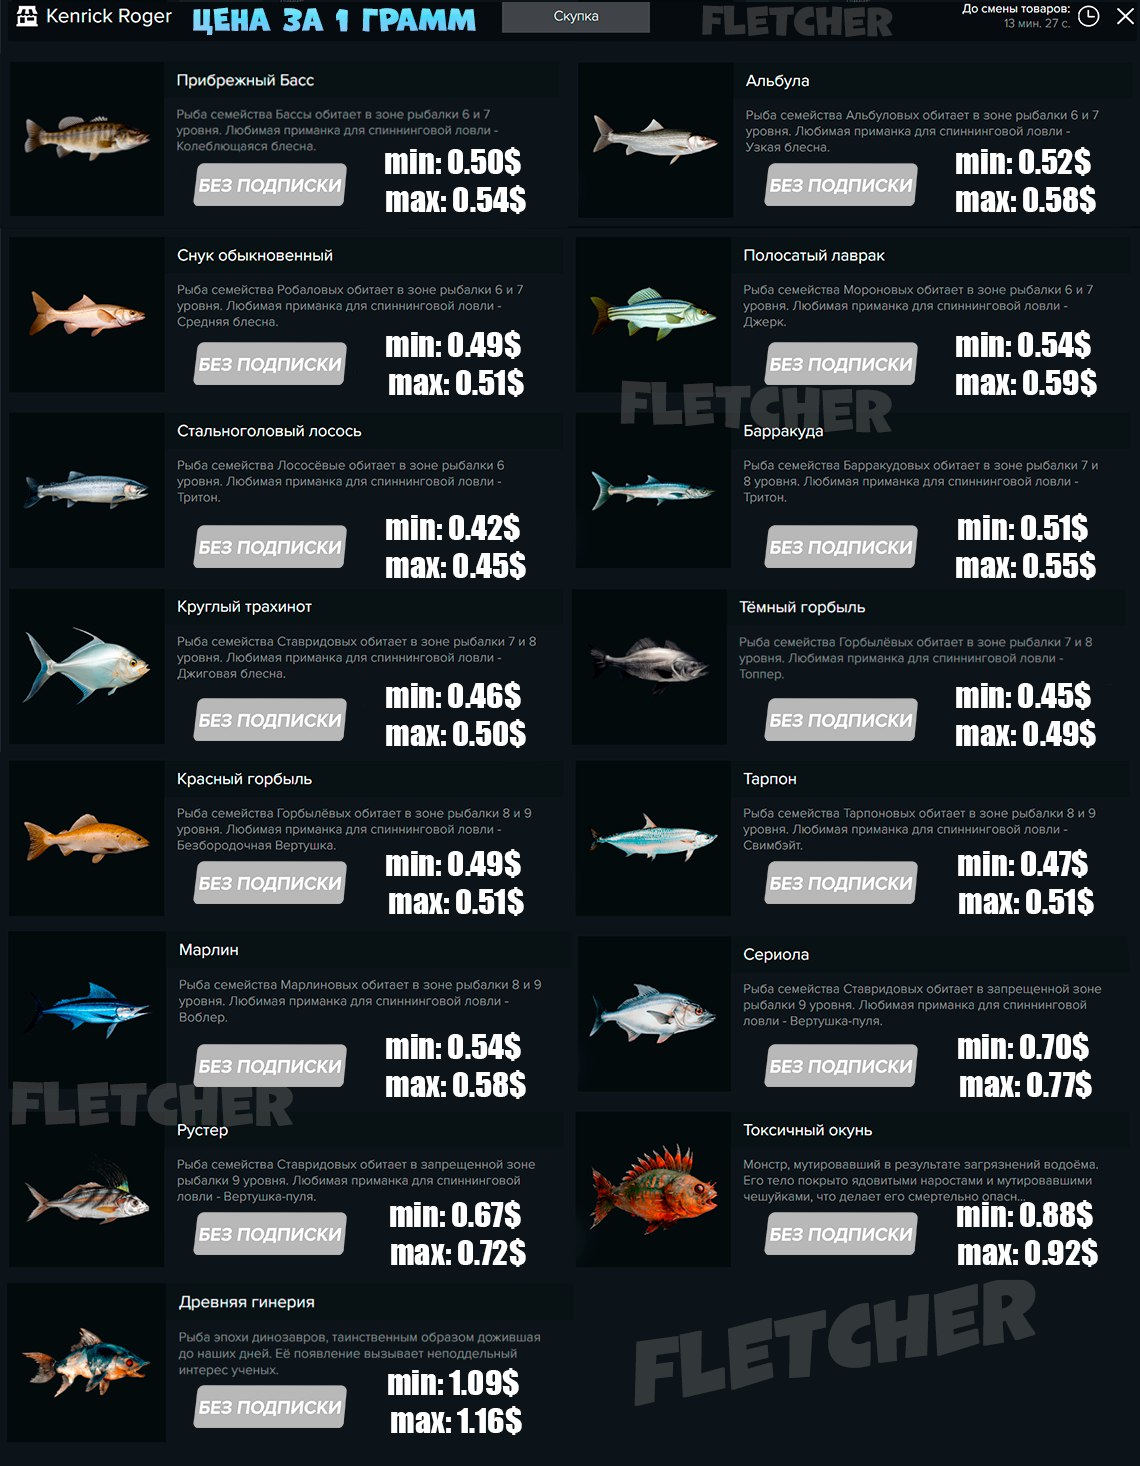 Kenrick Roger
ЦЕНА ЗА 1 ГРАММ
Скупка
FLETCHER
До смены товаров:
13 мин. 27 с.
Прибрежный Басс
Рыба семейства Бассы обитает в зоне рыбалки 6 и 7
уровня. Любимая приманка для спиннинговой ловли -
Колеблющаяся блесна.
БЕЗ ПОДПИСКИ
min: 0.50$
max: 0.54$
Альбула
Рыба семейства Альбуловых обитает в зоне рыбалки 6 и 7
уровня. Любимая приманка для спиннинговой ловли -
Узкая блесна.
БЕЗ ПОДПИСКИ
min: 0.52$
max: 0.58$
Снук обыкновенный
Рыба семейства Робаловых обитает в зоне рыбалки 6 и 7
уровня. Любимая приманка для спиннинговой ловли -
Средняя блесна.
БЕЗ ПОДПИСКИ
min: 0.49$
max: 0.51$
Полосатый лаврак
Рыба семейства Мороновых обитает в зоне рыбалки 6 и 7
уровня. Любимая приманка для спиннинговой ловли -
Джерк.
БЕЗ ПОДПИСКИ
min: 0.54$
max: 0.59$
FLETCHER
Стальноголовый лосось
Рыба семейства Лососёвые обитает в зоне рыбалки 6
уровня. Любимая приманка для спиннинговой ловли -
Тритон.
БЕЗ ПОДПИСКИ
min: 0.42$
max: 0.45$
Барракуда
Рыба семейства Барракудовых обитает в зоне рыбалки 7 и
8 уровня. Любимая приманка для спиннинговой ловли -
Тритон.
БЕЗ ПОДПИСКИ
min: 0.51$
max: 0.55$
Круглый трахинот
Рыба семейства Ставридовых обитает в зоне рыбалки 7 и 8
уровня. Любимая приманка для спиннинговой ловли -
Джиговая блесна.
БЕЗ ПОДПИСКИ
min: 0.46$
max: 0.50$
Тёмный горбыль
Рыба семейства Горбылёвых обитает в зоне рыбалки 7 и 8
уровня. Любимая приманка для спиннинговой ловли -
Топпер.
БЕЗ ПОДПИСКИ
min: 0.45$
max: 0.49$
Красный горбыль
Рыба семейства Горбылёвых обитает в зоне рыбалки 8 и 9
уровня. Любимая приманка для спиннинговой ловли -
Безбородочная Вертушка.
БЕЗ ПОДПИСКИ
min: 0.49$
max: 0.51$
Тарпон
Рыба семейства Тарпоновых обитает в зоне рыбалки 8 и 9
уровня. Любимая приманка для спиннинговой ловли -
Свимбэйт.
БЕЗ ПОДПИСКИ
min: 0.47$
max: 0.51$
Марлин
Рыба семейства Марлиновых обитает в зоне рыбалки 8 и 9
уровня. Любимая приманка для спиннинговой ловли -
Воблер.
БЕЗ ПОДПИСКИ
min: 0.54$
max: 0.58$
Сериола
Рыба семейства Ставридовых обитает в запрещенной зоне
рыбалки 9 уровня. Любимая приманка для спиннинговой
ловли - Вертушка-пуля.
БЕЗ ПОДПИСКИ
min: 0.70$
max: 0.77$
FLETCHER
Рустер
Рыба семейства Ставридовых обитает в запрещенной зоне
рыбалки 9 уровня. Любимая приманка для спиннинговой
ловли - Вертушка-пуля.
БЕЗ ПОДПИСКИ
min: 0.67$
max: 0.72$
Токсичный окунь
Монстр, мутировавший в результате загрязнений водоёма.
Его тело покрыто ядовитыми наростами и мутировавшими
чешуйками, что делает его смертельно опасн...
БЕЗ ПОДПИСКИ
min: 0.88$
max: 0.92$
Древняя гинерия
Рыба эпохи динозавров, таинственным образом дожившая
до наших дней. Её появление вызывает неподдельный
интерес ученых.
БЕЗ ПОДПИСКИ
min: 1.09$
max: 1.16$
FLETCHER